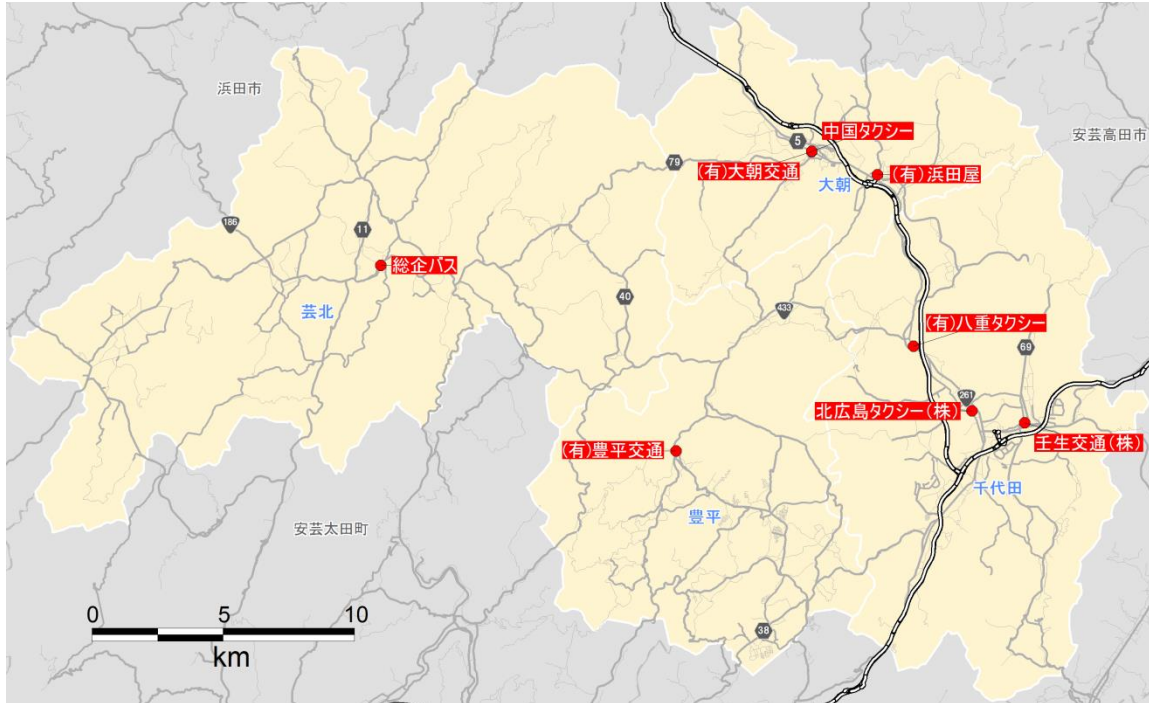 浜田市
安芸高田市
中国タクシー
5
(有)大朝交通
79
(有)浜田屋
大朝
186
11
総企バス
40
芸北
433
(有)八重タクシー
69
261
北広島タクシー(株)
壬生交通(株)
(有)豊平交通
千代田
豊平
安芸太田町
38
0 5 10
km